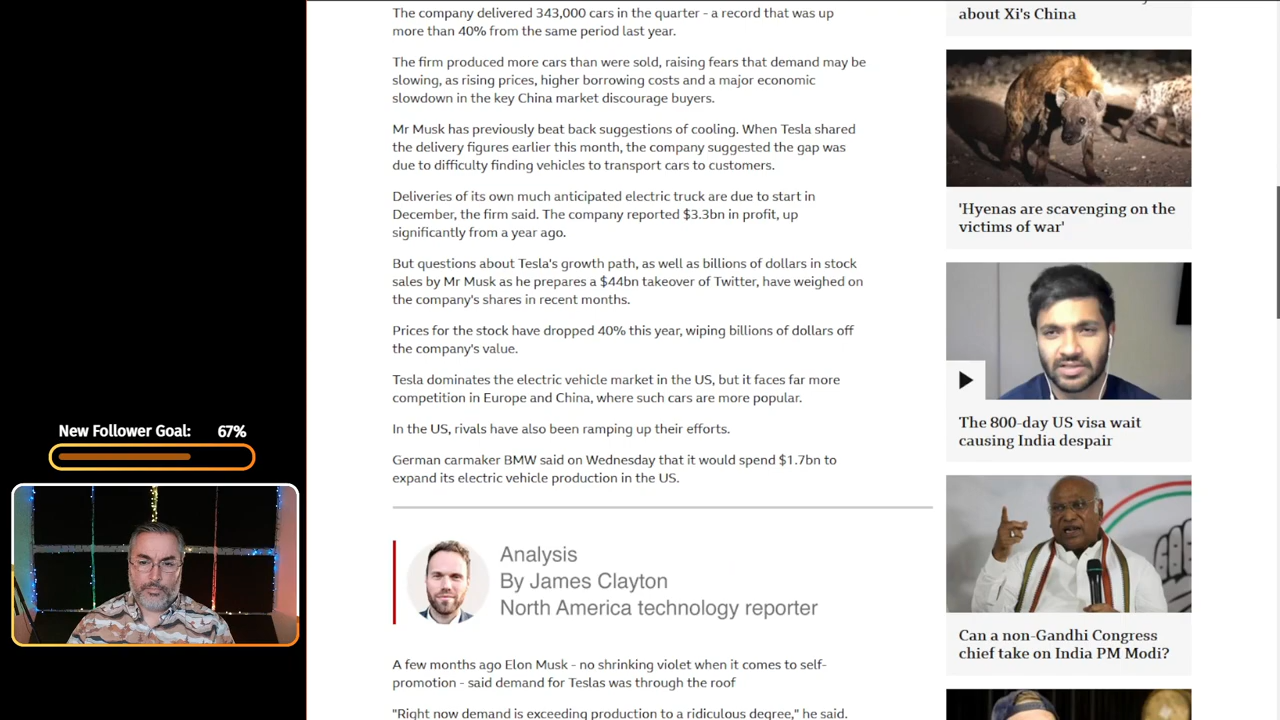 The company delivered 343,000 cars in the quarter - a record that was up
more than 40% from the same period last year.
The firm produced more cars than were sold, raising fears that demand may be
slowing, as rising prices, higher borrowing costs and a major economic
slowdown in the key China market discourage buyers.
Mr Musk has previously beat back suggestions of cooling. When Tesla shared
the delivery figures earlier this month, the company suggested the gap was
due to difficulty finding vehicles to transport cars to customers.
Deliveries of its own much anticipated electric truck are due to start in
December, the firm said. The company reported $3.3bn in profit, up
significantly from a year ago.
But questions about Tesla's growth path, as well as billions of dollars in stock
sales by Mr Musk as he prepares a $44bn takeover of Twitter, have weighed on
the company's shares in recent months.
Prices for the stock have dropped 40% this year, wiping billions of dollars off
the company's value.
Tesla dominates the electric vehicle market in the US, but it faces far more
competition in Europe and China, where such cars are more popular.
In the US, rivals have also been ramping up their efforts.
German carmaker BMW said on Wednesday that it would spend $1.7bn to
expand its electric vehicle production in the US.
Analysis
By James Clayton
North America technology reporter
A few months ago Elon Musk - no shrinking violet when it comes to self-
promotion - said demand for Teslas was through the roof
"Right now demand is exceeding production to a ridiculous degree," he said.
about Xi's China
'Hyenas are scavenging on the
victims of war'
The 800-day US visa wait
causing India despair
Can a non-Gandhi Congress
chief take on India PM Modi?
New Follower Goal: 67%